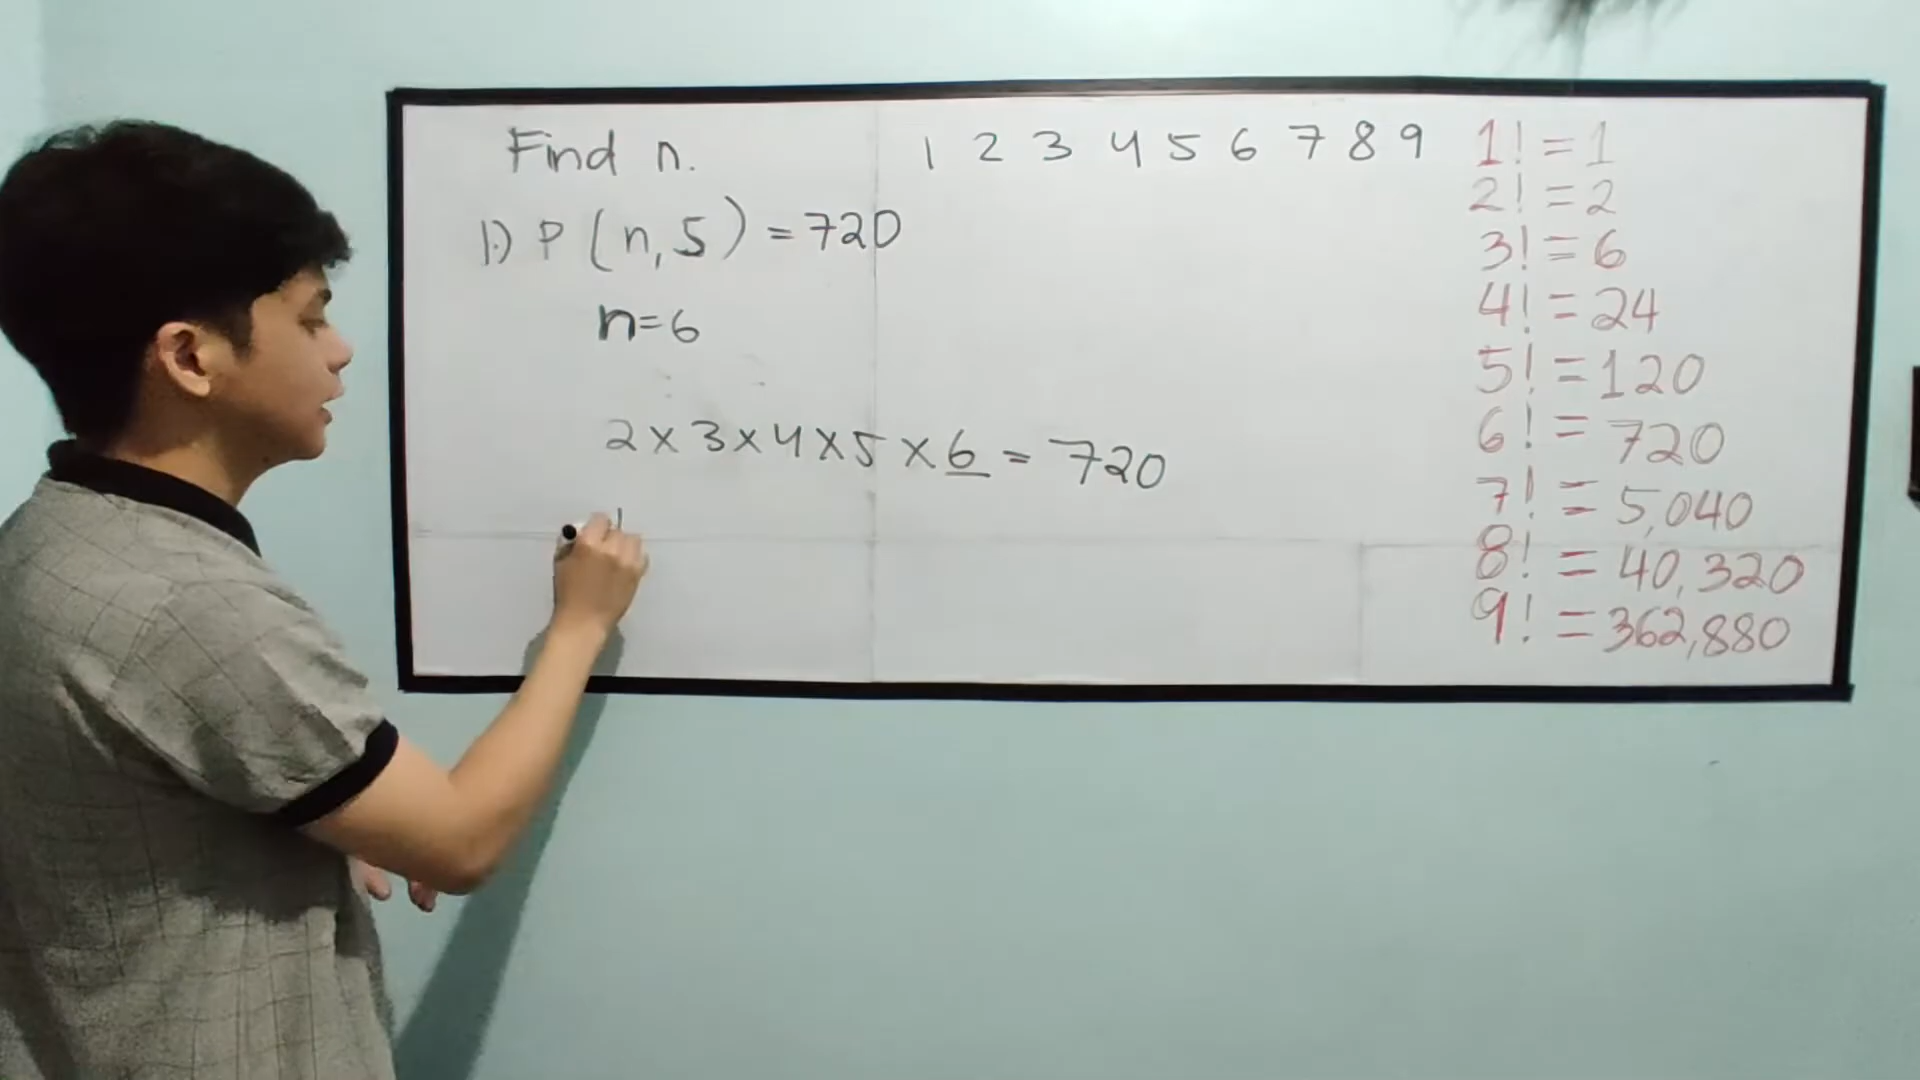 Find n.
1.) P (n, 5) = 720
n=6
2 x 3 x 4 x 5 x 6 = 720
1 2 3 4 5 6 7 8 9
1! = 1
2! = 2
3! = 6
4! = 24
5! = 120
6! = 720
7! = 5,040
8! = 40,320
9! = 362,880